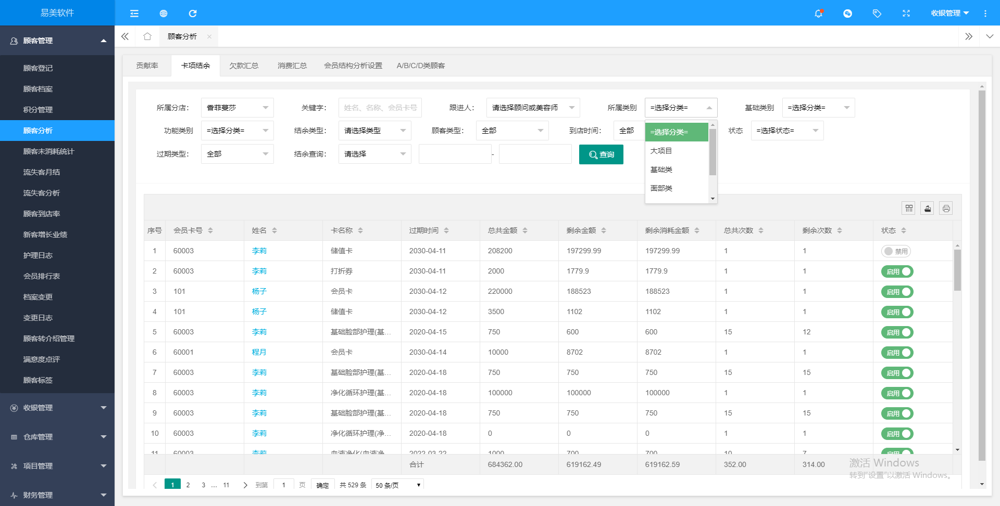 易美软件
收银管理
顾客管理
顾客登记
顾客档案
积分管理
顾客分析
顾客未消耗统计
流失客月结
流失客分析
顾客到店率
新客增长业绩
护理日志
会员排行表
档案变更
变更日志
顾客转介绍管理
满意度点评
顾客标签
收银管理
仓库管理
项目管理
财务管理
顾客分析
贡献率 卡项结余 欠款汇总 消费汇总 会员结构分析设置 A/B/C/D类顾客
所属分店： 香菲蔓莎 关键字： 姓名、名称、会员卡号 跟进人： 请选择顾问或美容师 所属类别 =选择分类= 基础类别 =选择分类=
功能类别 =选择分类= 结余类型： 请选择类型 顾客类型： 全部 到店时间： 全部 状态 =选择状态=
过期类型： 全部 结余查询： 请选择 - 查询
=选择分类=
大项目
基础类
面部类
序号 会员卡号 姓名 卡名称 过期时间 总共金额 剩余金额 剩余消耗金额 总共次数 剩余次数 状态
1 60003 李莉 储值卡 2030-04-11 208200 197299.99 197299.99 1 1 禁用
2 60003 李莉 打折券 2030-04-11 2000 1779.9 1779.9 1 1 启用
3 101 杨子 会员卡 2030-04-12 220000 188523 188523 1 1 启用
4 101 杨子 储值卡 2030-04-12 3500 1102 1102 1 1 启用
5 60003 李莉 基础脸部护理(基... 2020-04-15 750 600 600 15 12 启用
6 60001 程月 会员卡 2030-04-14 10000 8702 8702 1 1 启用
7 60003 李莉 基础脸部护理(基... 2020-04-18 750 750 750 15 15 启用
8 60003 李莉 净化循环护理(基... 2020-04-18 100000 100000 100000 1 1 启用
9 60003 李莉 基础脸部护理(基... 2020-04-18 750 750 750 15 15 启用
10 60003 李莉 净化循环护理(净... 2020-04-18 0 0 0 1 1 启用
11 60003 李莉 血液净化(血液净... 2022-03-22 1000 700 700 10 7 启用
合计 684362.00 619162.49 619162.59 352.00 314.00
激活 Windows
转到"设置"以激活 Windows。
1 2 3 ... 11 到第 1 页 确定 共 529 条 50 条/页